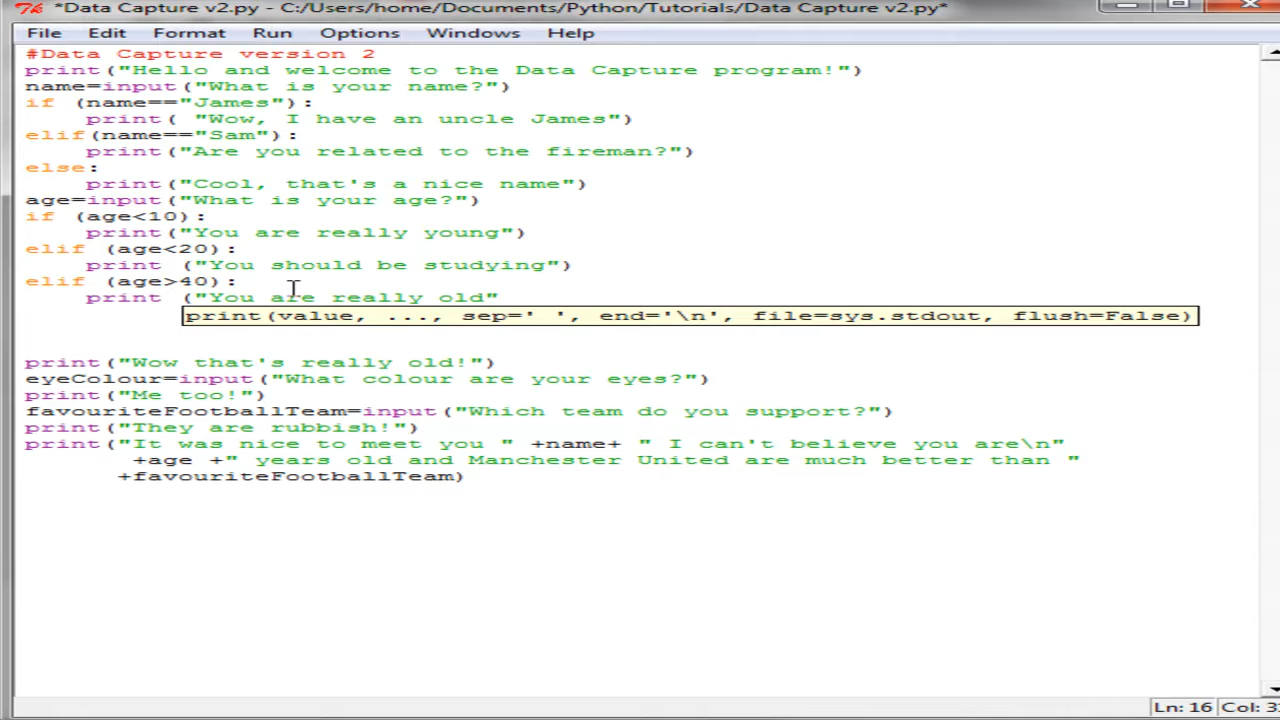 *Data Capture v2.py - C:/Users/home/Documents/Python/Tutorials/Data Capture v2.py*
File Edit Format Run Options Windows Help
#Data Capture version 2
print("Hello and welcome to the Data Capture program!")
name=input("What is your name?")
if (name=="James"):
    print( "Wow, I have an uncle James")
elif(name=="Sam"):
    print("Are you related to the fireman?")
else:
    print("Cool, that's a nice name")
age=input("What is your age?")
if (age<10):
    print("You are really young")
elif (age<20):
    print ("You should be studying")
elif (age>40):
    print ("You are really old"
print(value, ..., sep=' ', end='\n', file=sys.stdout, flush=False)
print("Wow that's really old!")
eyeColour=input("What colour are your eyes?")
print("Me too!")
favouriteFootballTeam=input("Which team do you support?")
print("They are rubbish!")
print("It was nice to meet you " +name+ " I can't believe you are\n"
       +age +" years old and Manchester United are much better than "
      +favouriteFootballTeam)
Ln: 16 Col: